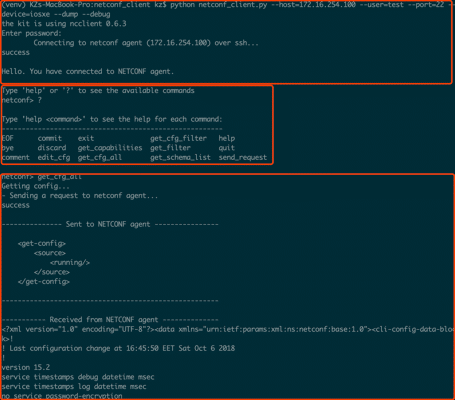 (venv) KZs-MacBook-Pro:netconf_client kz$ python netconf_client.py --host=172.16.254.100 --user=test --port=22 --
device=iosxe --dump --debug
the kit is using ncclient 0.6.3
Enter password:
Connecting to netconf agent (172.16.254.100) over ssh...
success
Hello. You have connected to NETCONF agent.
Type 'help' or '?' to see the available commands
netconf> ?
Type 'help <command>' to see the help for each command:
-------------------------------------------------------
EOF commit exit get_cfg_filter help
bye discard get_capabilities get_filter quit
comment edit_cfg get_cfg_all get_schema_list send_request
netconf> get_cfg_all
Getting config...
- Sending a request to netconf agent...
success
--------------- Sent to NETCONF agent ----------------
<get-config>
<source>
<running/>
</source>
</get-config>
------------------------------------------------------
----------- Received from NETCONF agent --------------
<?xml version="1.0" encoding="UTF-8"?><data xmlns="urn:ietf:params:xml:ns:netconf:base:1.0"><cli-config-data-bloc
k>!
! Last configuration change at 16:45:50 EET Sat Oct 6 2018
!
version 15.2
service timestamps debug datetime msec
service timestamps log datetime msec
no service password-encryption